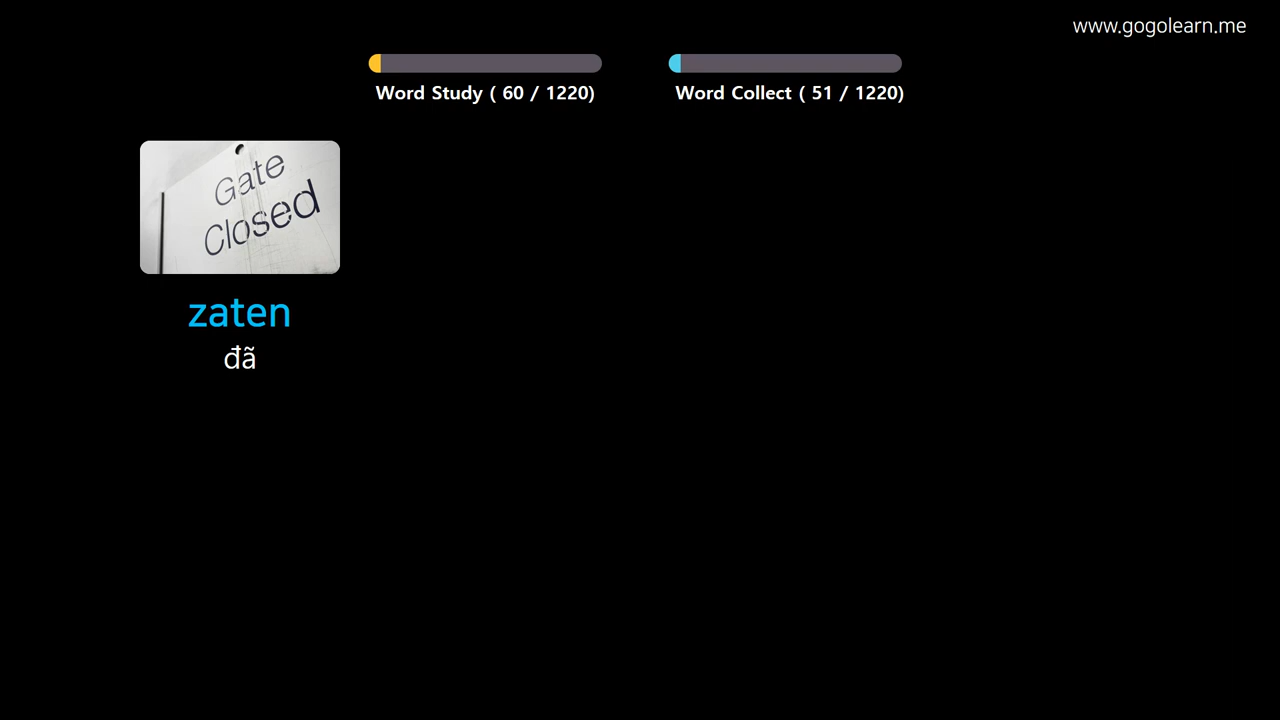 www.gogolearn.me
Word Study ( 60 / 1220)
Word Collect ( 51 / 1220)
Gate
Closed
zaten
đã